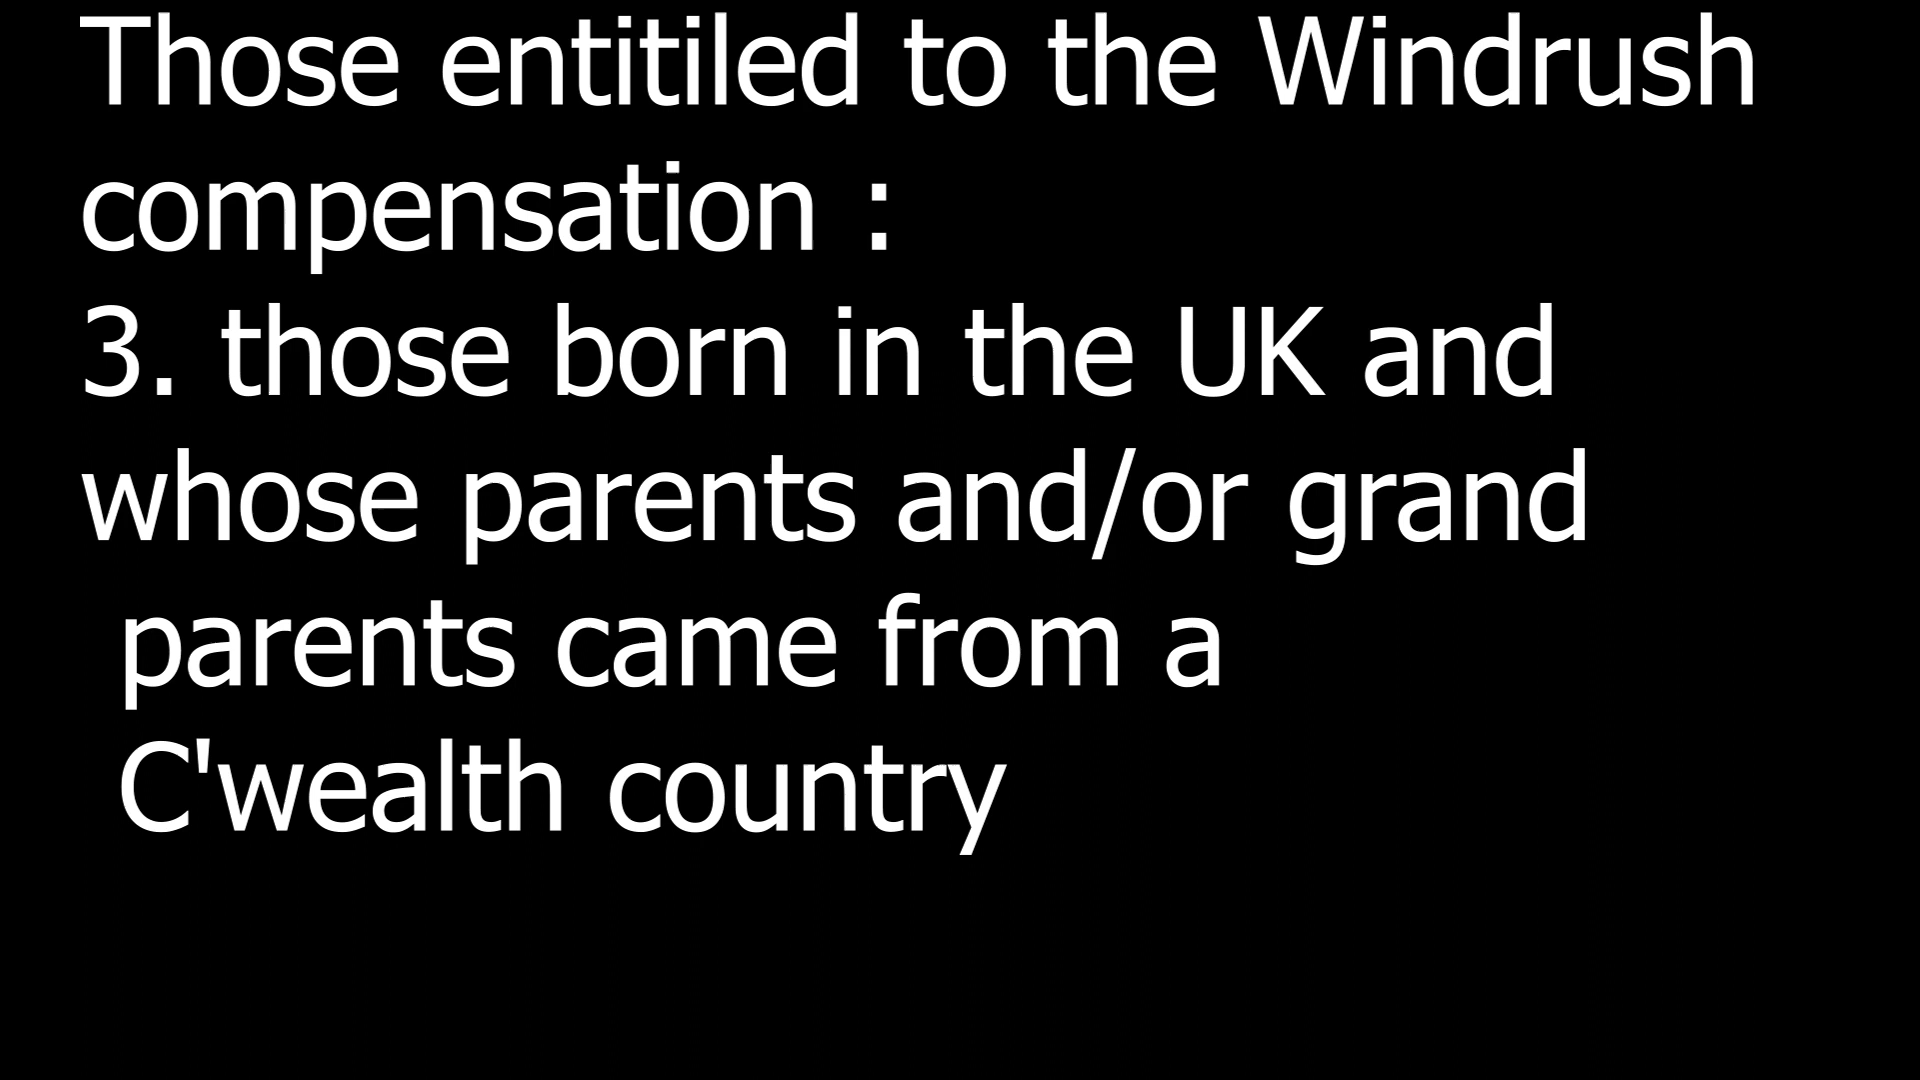 Those entitiled to the Windrush
compensation :
3. those born in the UK and
whose parents and/or grand
parents came from a
C'wealth country